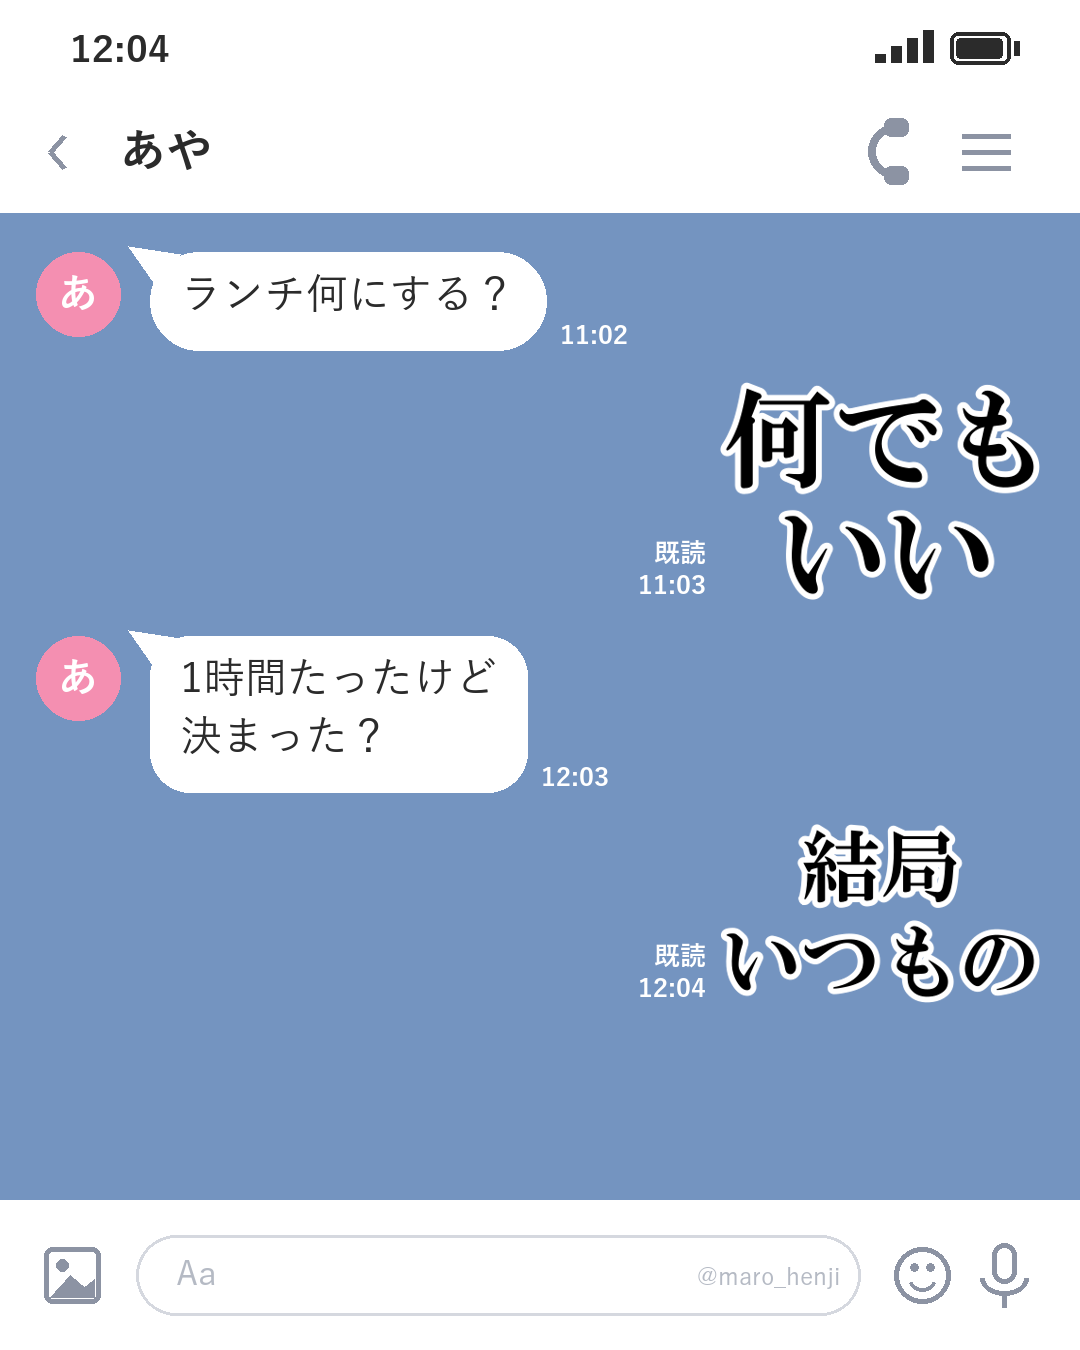 12:04
あや
あ
ランチ何にする？
11:02
何でも
いい
既読
11:03
あ
1時間たったけど
決まった？
12:03
結局
いつもの
既読
12:04
Aa
@maro_henji